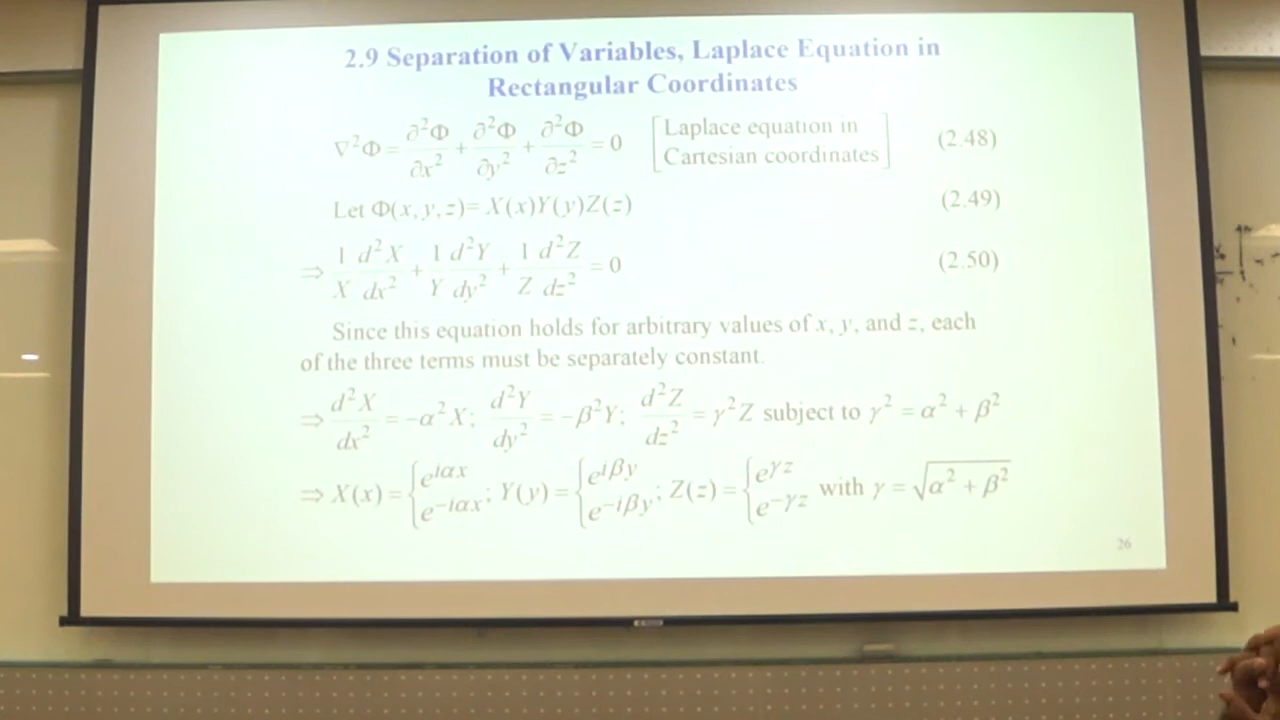 2.9 Separation of Variables, Laplace Equation in
Rectangular Coordinates
∇²Φ = ∂²Φ/∂x² + ∂²Φ/∂y² + ∂²Φ/∂z² = 0 [Laplace equation in Cartesian coordinates] (2.48)
Let Φ(x, y, z)= X(x)Y(y)Z(z) (2.49)
⇒ 1/X d²X/dx² + 1/Y d²Y/dy² + 1/Z d²Z/dz² = 0 (2.50)
Since this equation holds for arbitrary values of x, y, and z, each
of the three terms must be separately constant.
⇒ d²X/dx² = −α²X; d²Y/dy² = −β²Y; d²Z/dz² = γ²Z subject to γ² = α² + β²
⇒ X(x) = {e^{iαx} e^{−iαx}; Y(y) = {e^{iβy} e^{−iβy}; Z(z) = {e^{γz} e^{−γz} with γ = √(α² + β²)
26